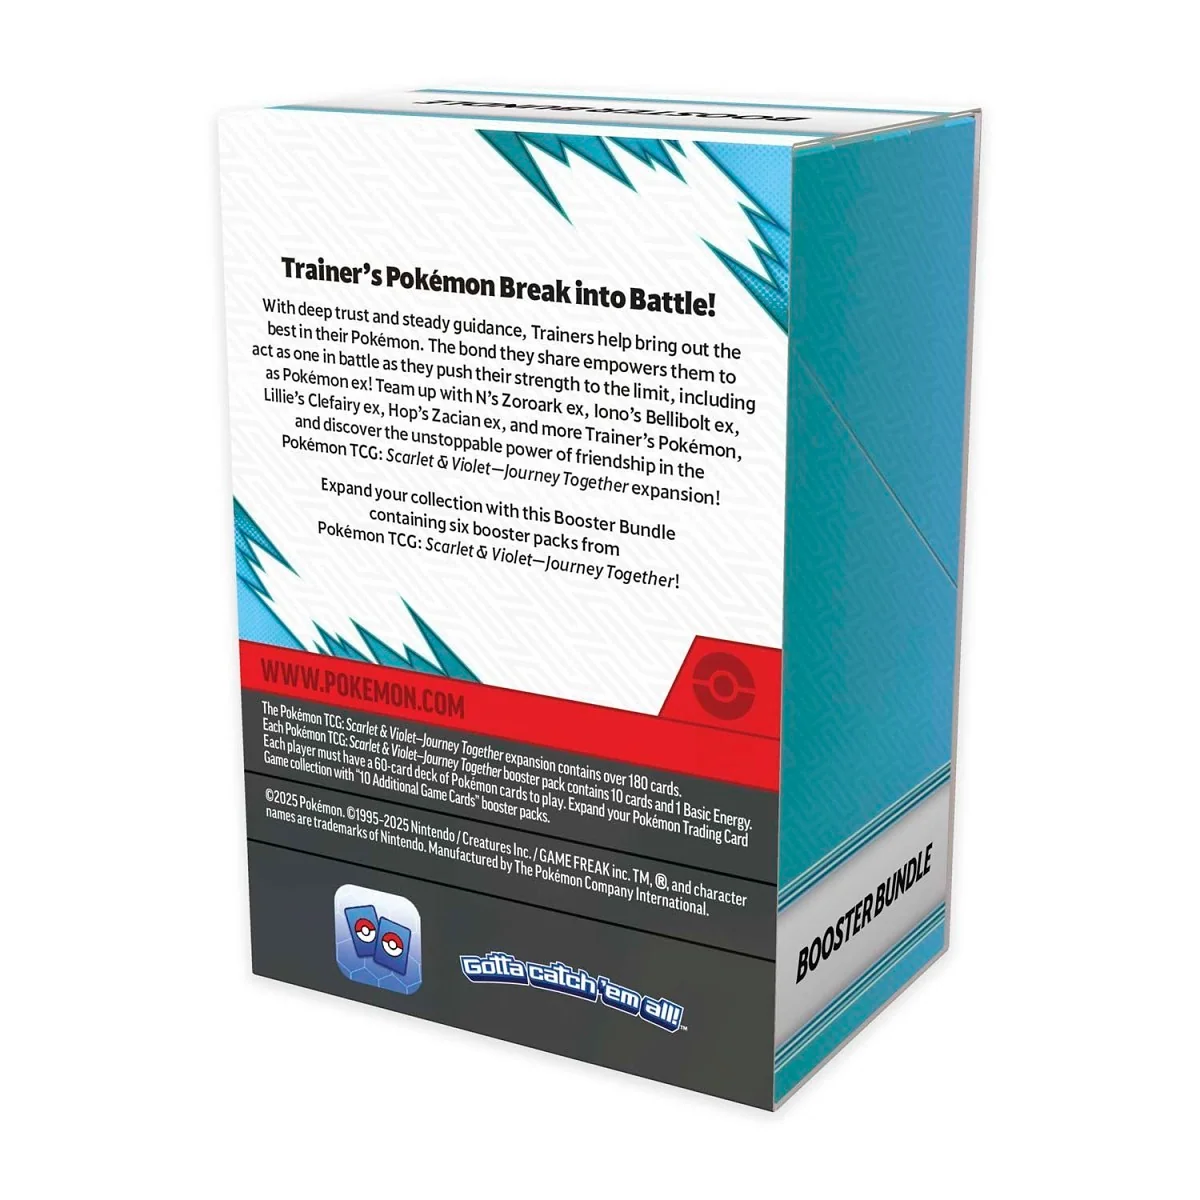 BOOSTER BUNDLE
Trainer's Pokémon Break into Battle!
With deep trust and steady guidance, Trainers help bring out the
best in their Pokémon. The bond they share empowers them to
act as one in battle as they push their strength to the limit, including
as Pokémon ex! Team up with N's Zoroark ex, Iono's Bellibolt ex,
Lillie's Clefairy ex, Hop's Zacian ex, and more Trainer's Pokémon,
and discover the unstoppable power of friendship in the
Pokémon TCG: Scarlet & Violet—Journey Together expansion!
Expand your collection with this Booster Bundle
containing six booster packs from
Pokémon TCG: Scarlet & Violet—Journey Together!
WWW.POKEMON.COM
The Pokémon TCG: Scarlet & Violet—Journey Together expansion contains over 180 cards.
Each Pokémon TCG: Scarlet & Violet—Journey Together booster pack contains 10 cards and 1 Basic Energy.
Each player must have a 60-card deck of Pokémon cards to play. Expand your Pokémon Trading Card
Game collection with "10 Additional Game Cards" booster packs.
©2025 Pokémon. ©1995–2025 Nintendo / Creatures Inc. / GAME FREAK inc. TM, ®, and character
names are trademarks of Nintendo. Manufactured by The Pokémon Company International.
Gotta catch 'em all!™
BOOSTER BUNDLE